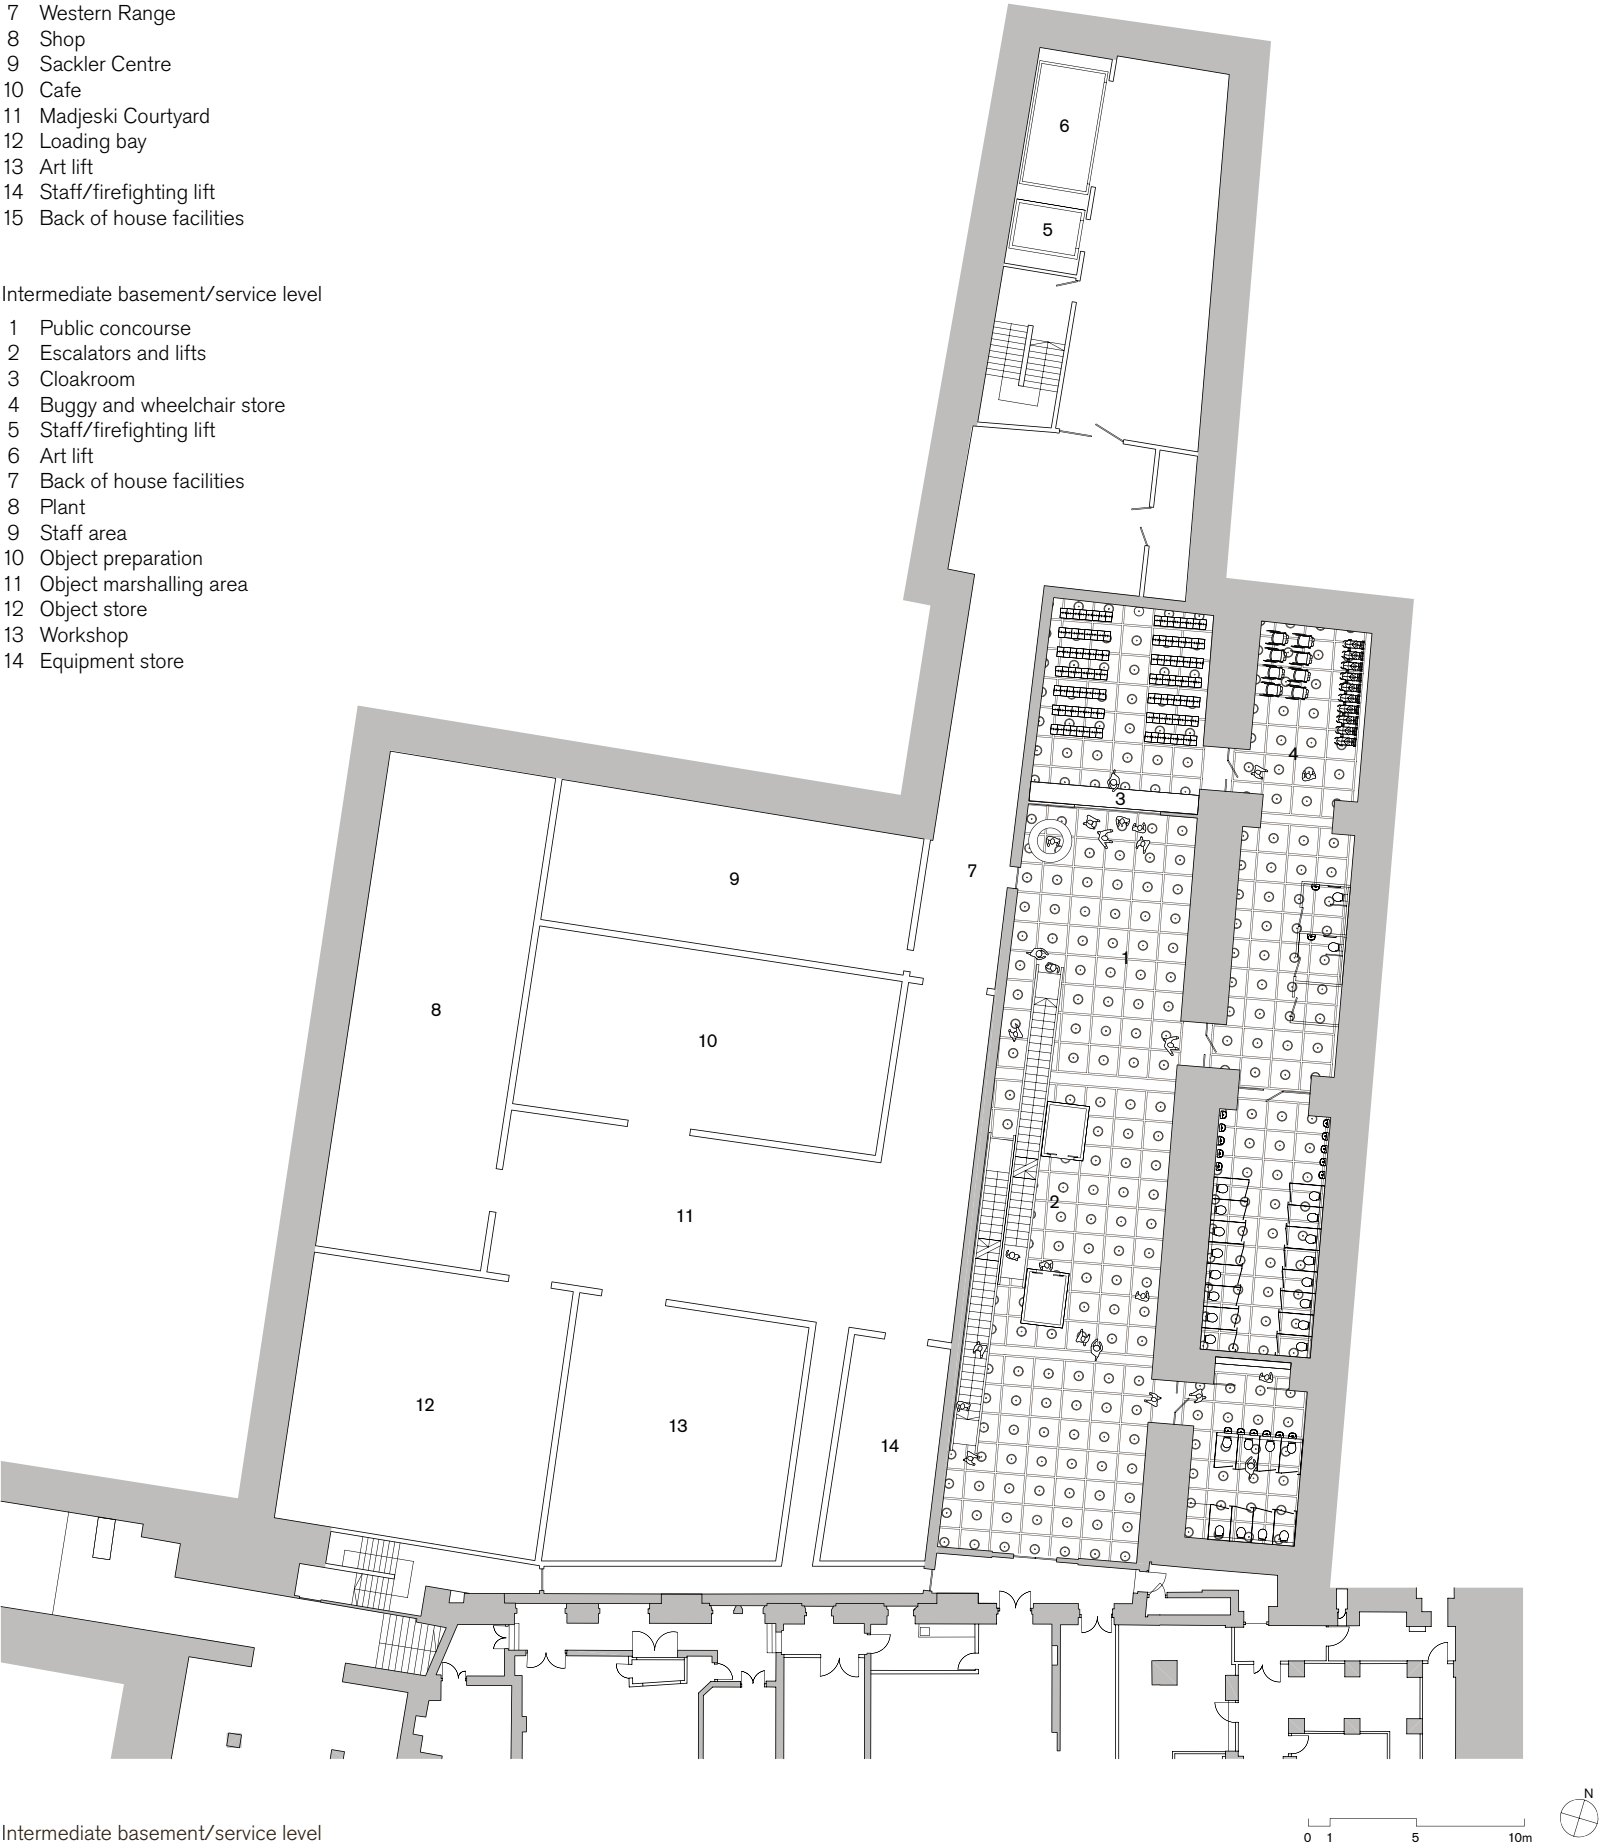 7 Western Range
8 Shop
9 Sackler Centre
10 Cafe
11 Madjeski Courtyard
12 Loading bay
13 Art lift
14 Staff/firefighting lift
15 Back of house facilities
Intermediate basement/service level
1 Public concourse
2 Escalators and lifts
3 Cloakroom
4 Buggy and wheelchair store
5 Staff/firefighting lift
6 Art lift
7 Back of house facilities
8 Plant
9 Staff area
10 Object preparation
11 Object marshalling area
12 Object store
13 Workshop
14 Equipment store
6
5
4
3
7
9
1
8
10
2
11
12
13
14
N
0 1 5 10m
Intermediate basement/service level